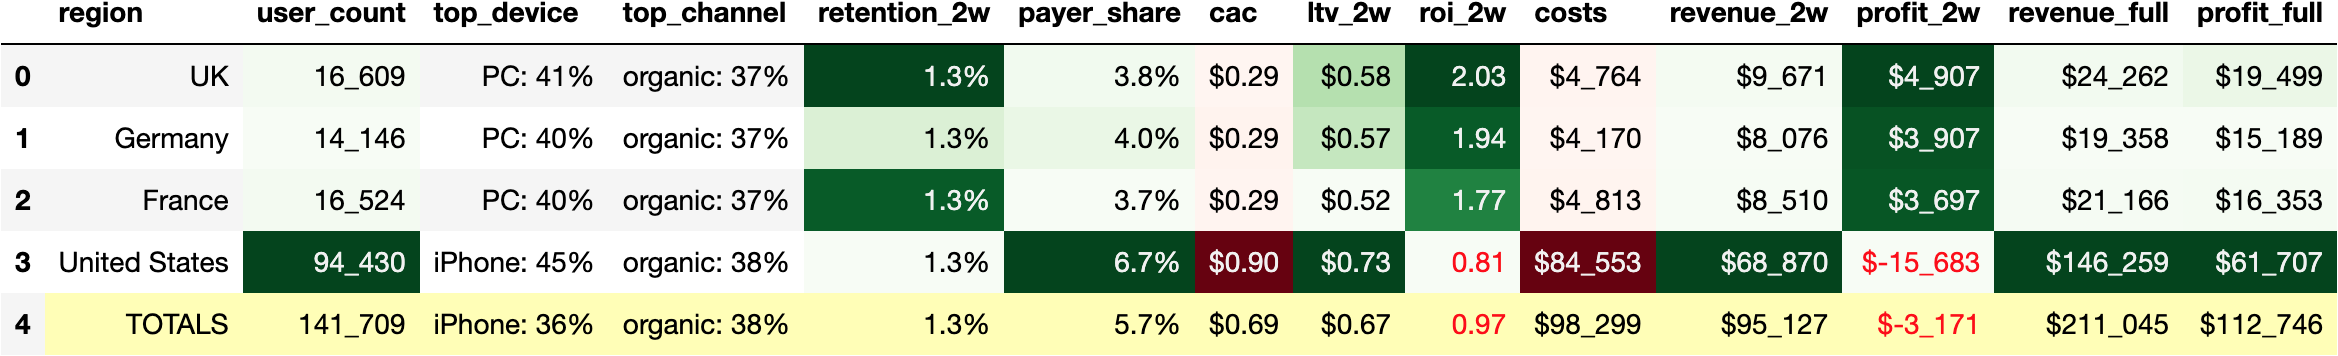 region user_count top_device top_channel retention_2w payer_share cac ltv_2w roi_2w costs revenue_2w profit_2w revenue_full profit_full
0 UK 16_609 PC: 41% organic: 37% 1.3% 3.8% $0.29 $0.58 2.03 $4_764 $9_671 $4_907 $24_262 $19_499
1 Germany 14_146 PC: 40% organic: 37% 1.3% 4.0% $0.29 $0.57 1.94 $4_170 $8_076 $3_907 $19_358 $15_189
2 France 16_524 PC: 40% organic: 37% 1.3% 3.7% $0.29 $0.52 1.77 $4_813 $8_510 $3_697 $21_166 $16_353
3 United States 94_430 iPhone: 45% organic: 38% 1.3% 6.7% $0.90 $0.73 0.81 $84_553 $68_870 $-15_683 $146_259 $61_707
4 TOTALS 141_709 iPhone: 36% organic: 38% 1.3% 5.7% $0.69 $0.67 0.97 $98_299 $95_127 $-3_171 $211_045 $112_746